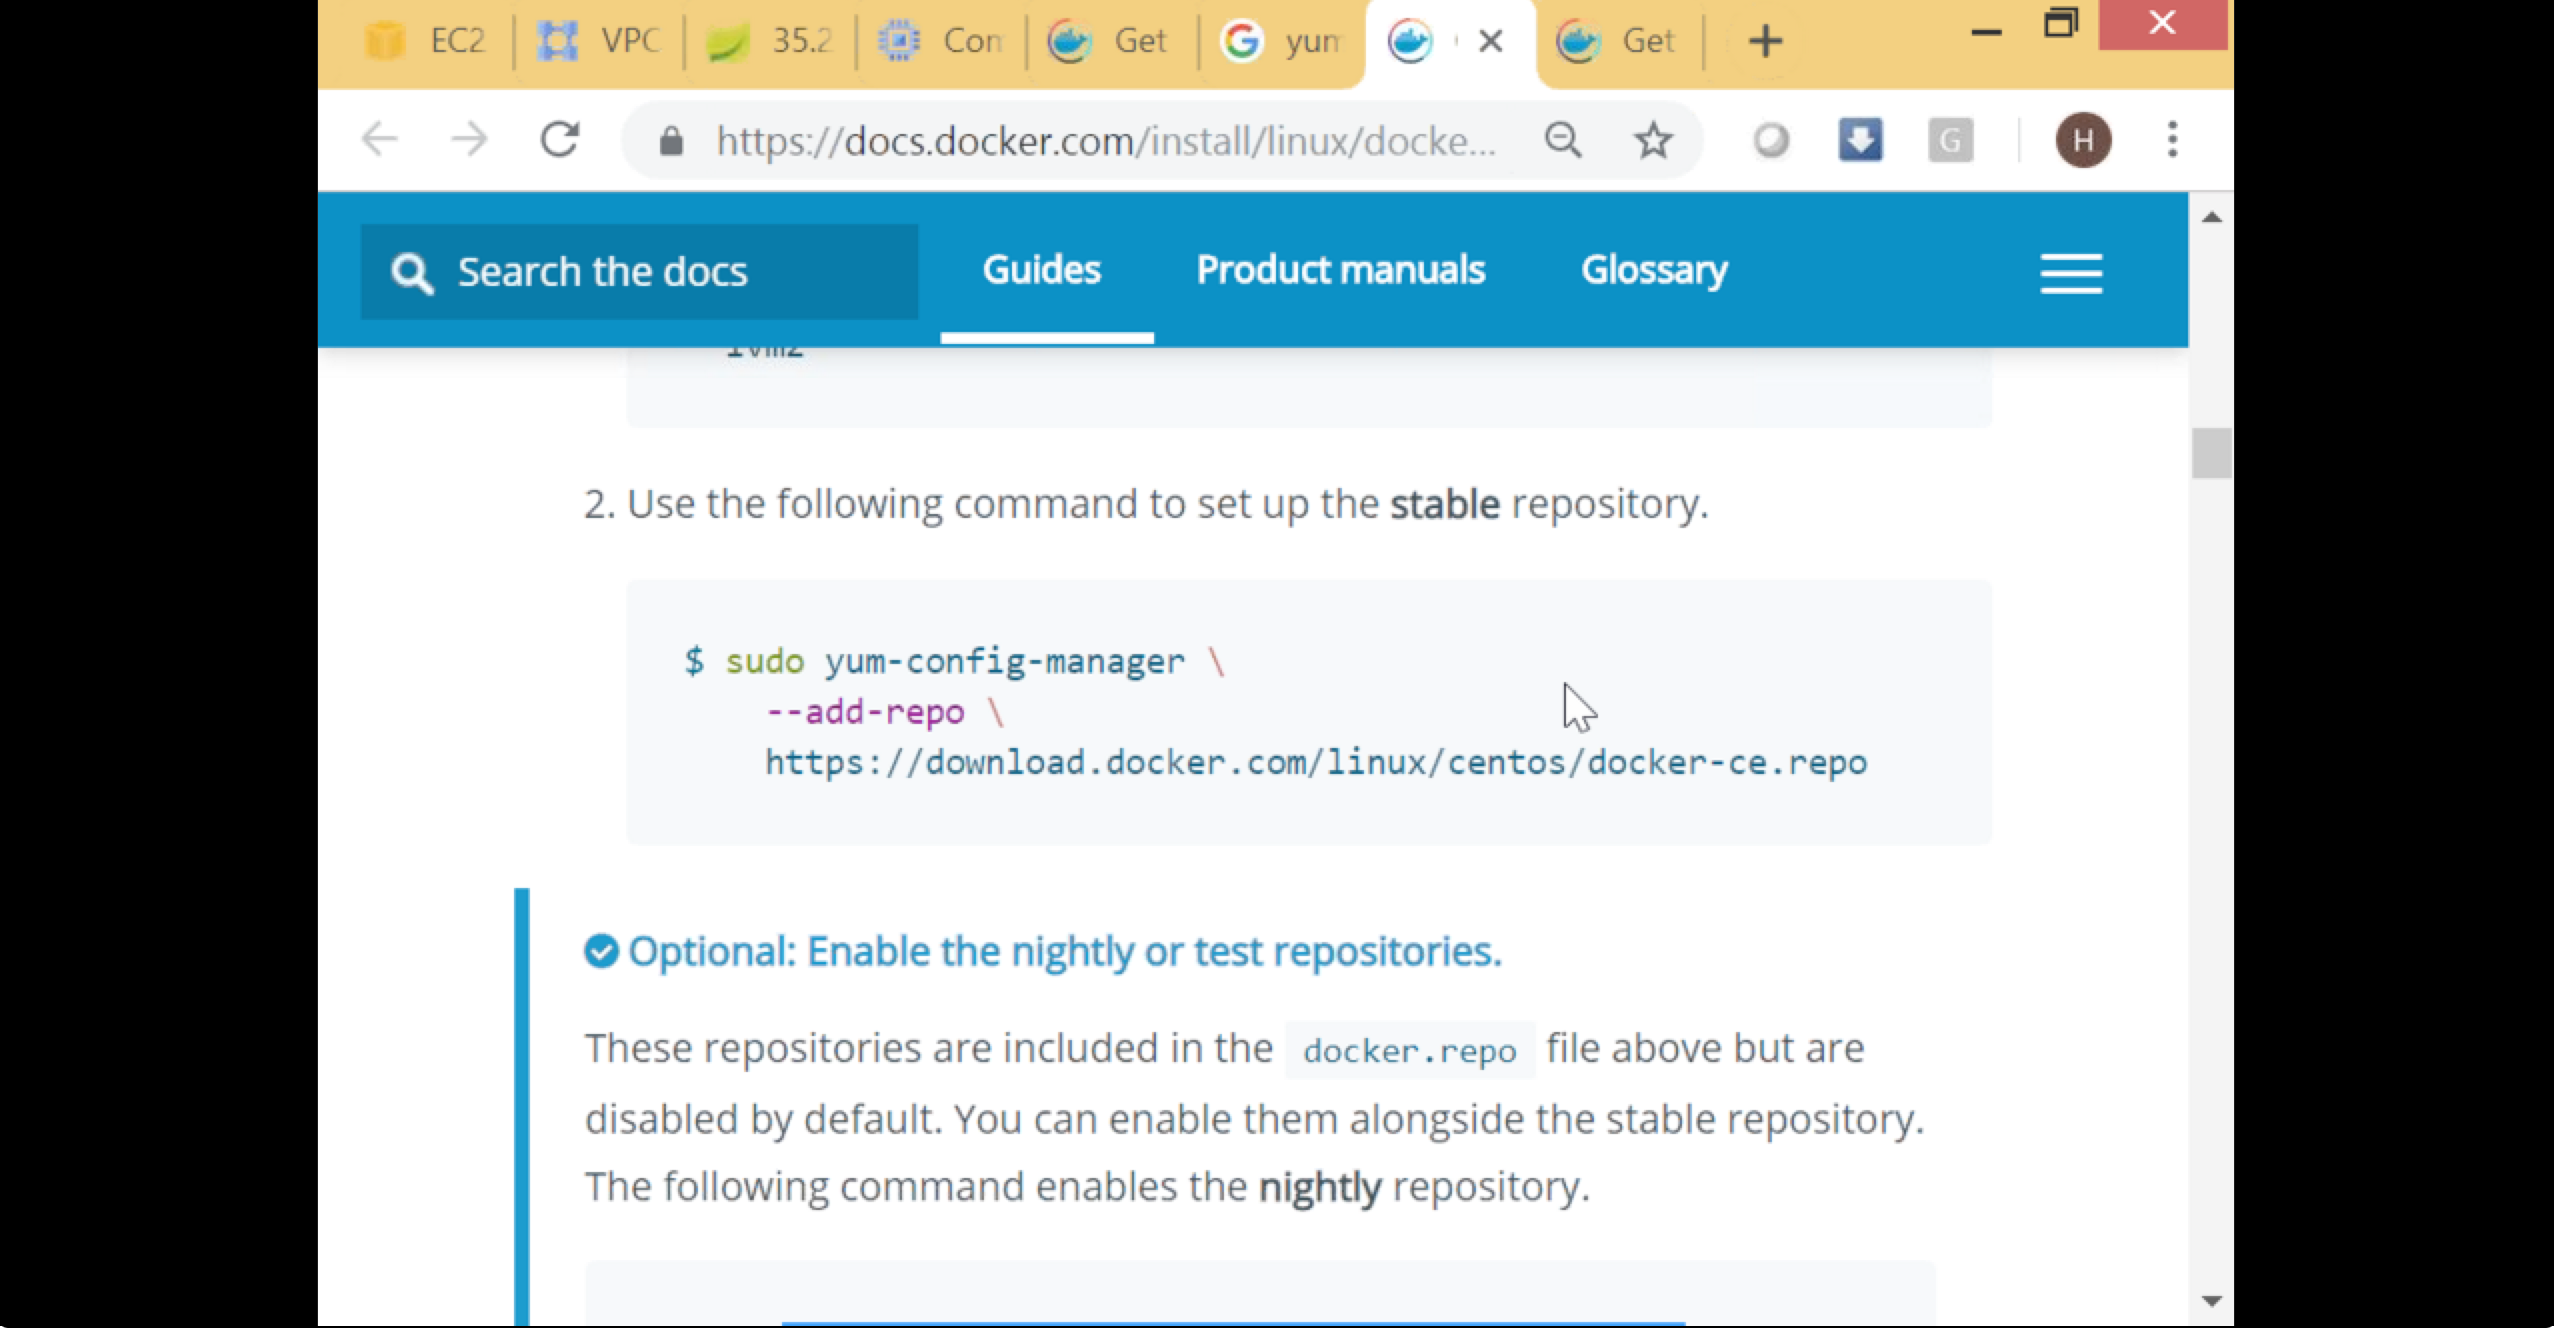 EC2
VPC
35.2
Con
Get
yum
Get
https://docs.docker.com/install/linux/docke...
G
H
Search the docs
Guides
Product manuals
Glossary
lvm2
2. Use the following command to set up the stable repository.
$ sudo yum-config-manager \
--add-repo \
https://download.docker.com/linux/centos/docker-ce.repo
Optional: Enable the nightly or test repositories.
These repositories are included in the docker.repo file above but are
disabled by default. You can enable them alongside the stable repository.
The following command enables the nightly repository.